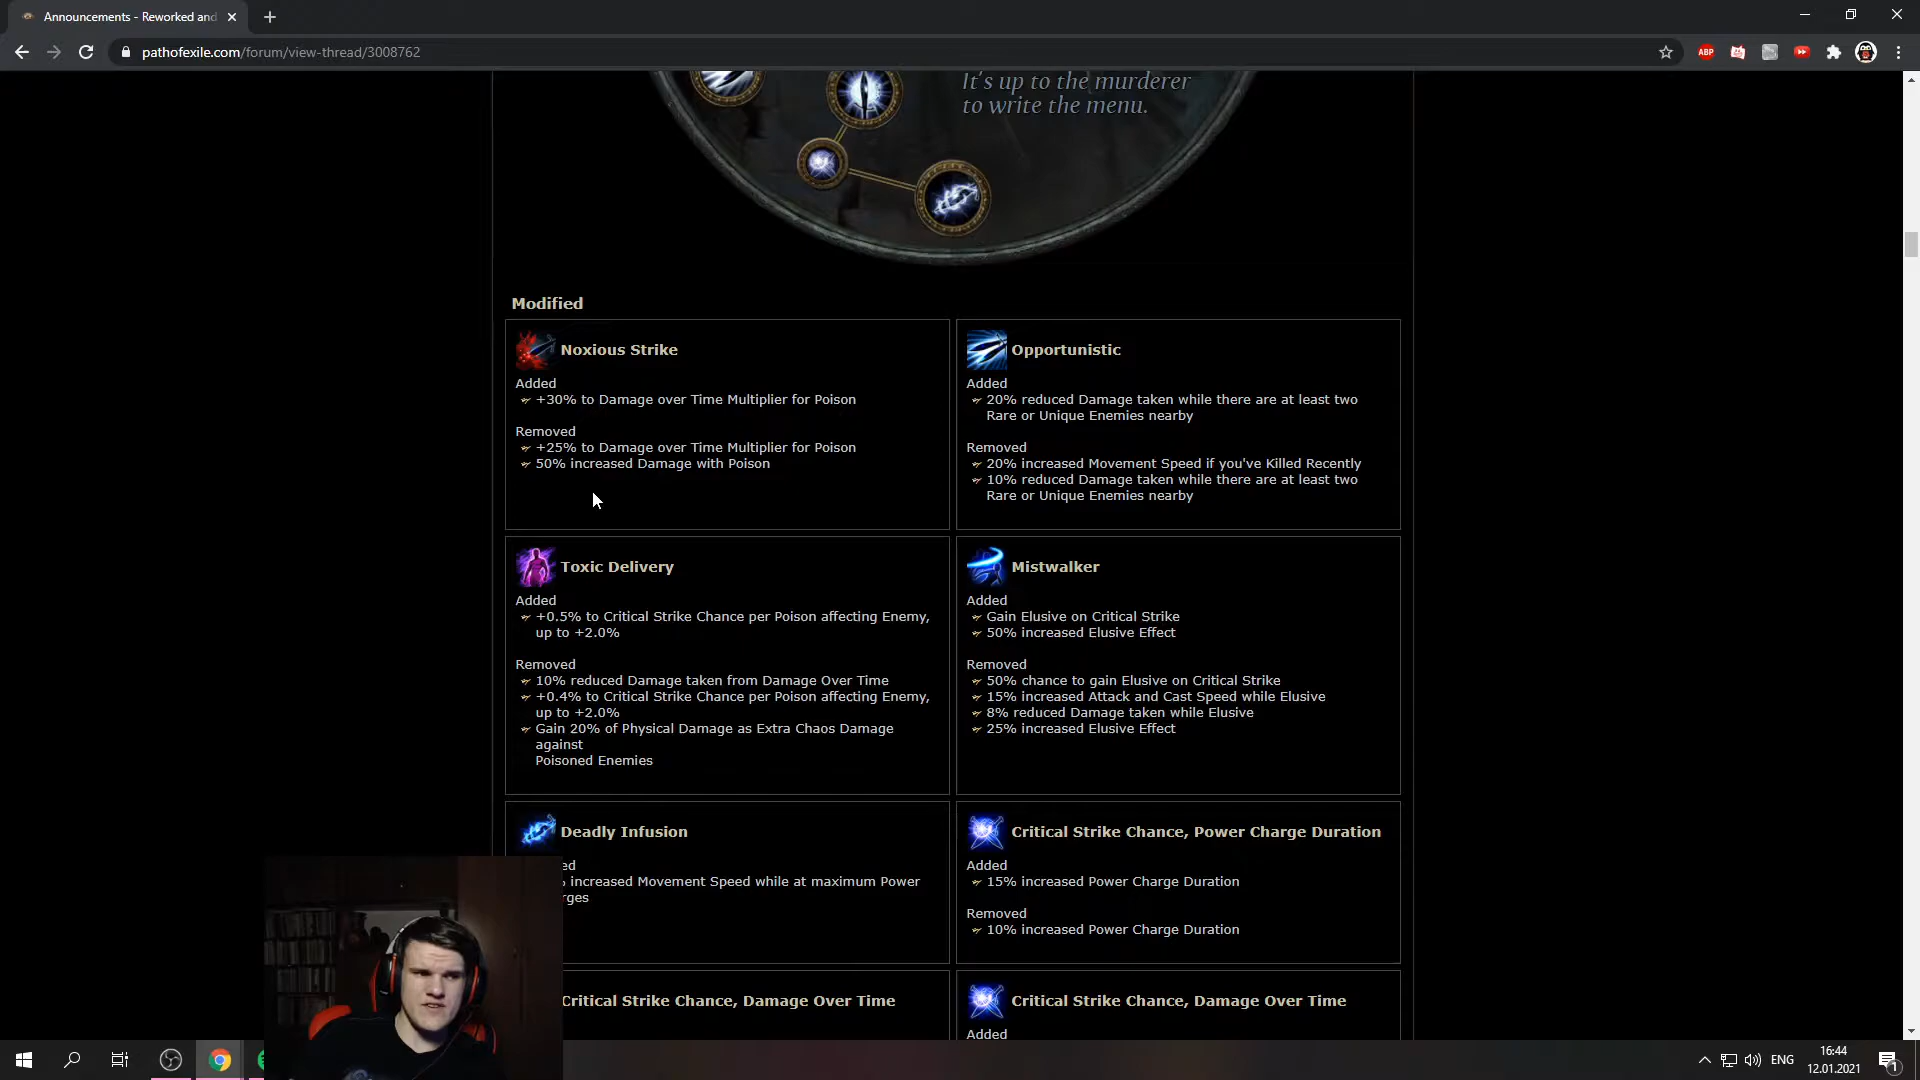 Announcements - Reworked and
pathofexile.com/forum/view-thread/3008762
ABP
It's up to the murderer
to write the menu.
Modified
Noxious Strike
Added
+30% to Damage over Time Multiplier for Poison
Removed
+25% to Damage over Time Multiplier for Poison
50% increased Damage with Poison
Opportunistic
Added
20% reduced Damage taken while there are at least two
Rare or Unique Enemies nearby
Removed
20% increased Movement Speed if you've Killed Recently
10% reduced Damage taken while there are at least two
Rare or Unique Enemies nearby
Toxic Delivery
Added
+0.5% to Critical Strike Chance per Poison affecting Enemy,
up to +2.0%
Removed
10% reduced Damage taken from Damage Over Time
+0.4% to Critical Strike Chance per Poison affecting Enemy,
up to +2.0%
Gain 20% of Physical Damage as Extra Chaos Damage
against
Poisoned Enemies
Mistwalker
Added
Gain Elusive on Critical Strike
50% increased Elusive Effect
Removed
50% chance to gain Elusive on Critical Strike
15% increased Attack and Cast Speed while Elusive
8% reduced Damage taken while Elusive
25% increased Elusive Effect
Deadly Infusion
ed
% increased Movement Speed while at maximum Power
rges
Critical Strike Chance, Power Charge Duration
Added
15% increased Power Charge Duration
Removed
10% increased Power Charge Duration
Critical Strike Chance, Damage Over Time
Critical Strike Chance, Damage Over Time
Added
ENG
16:44
12.01.2021
1